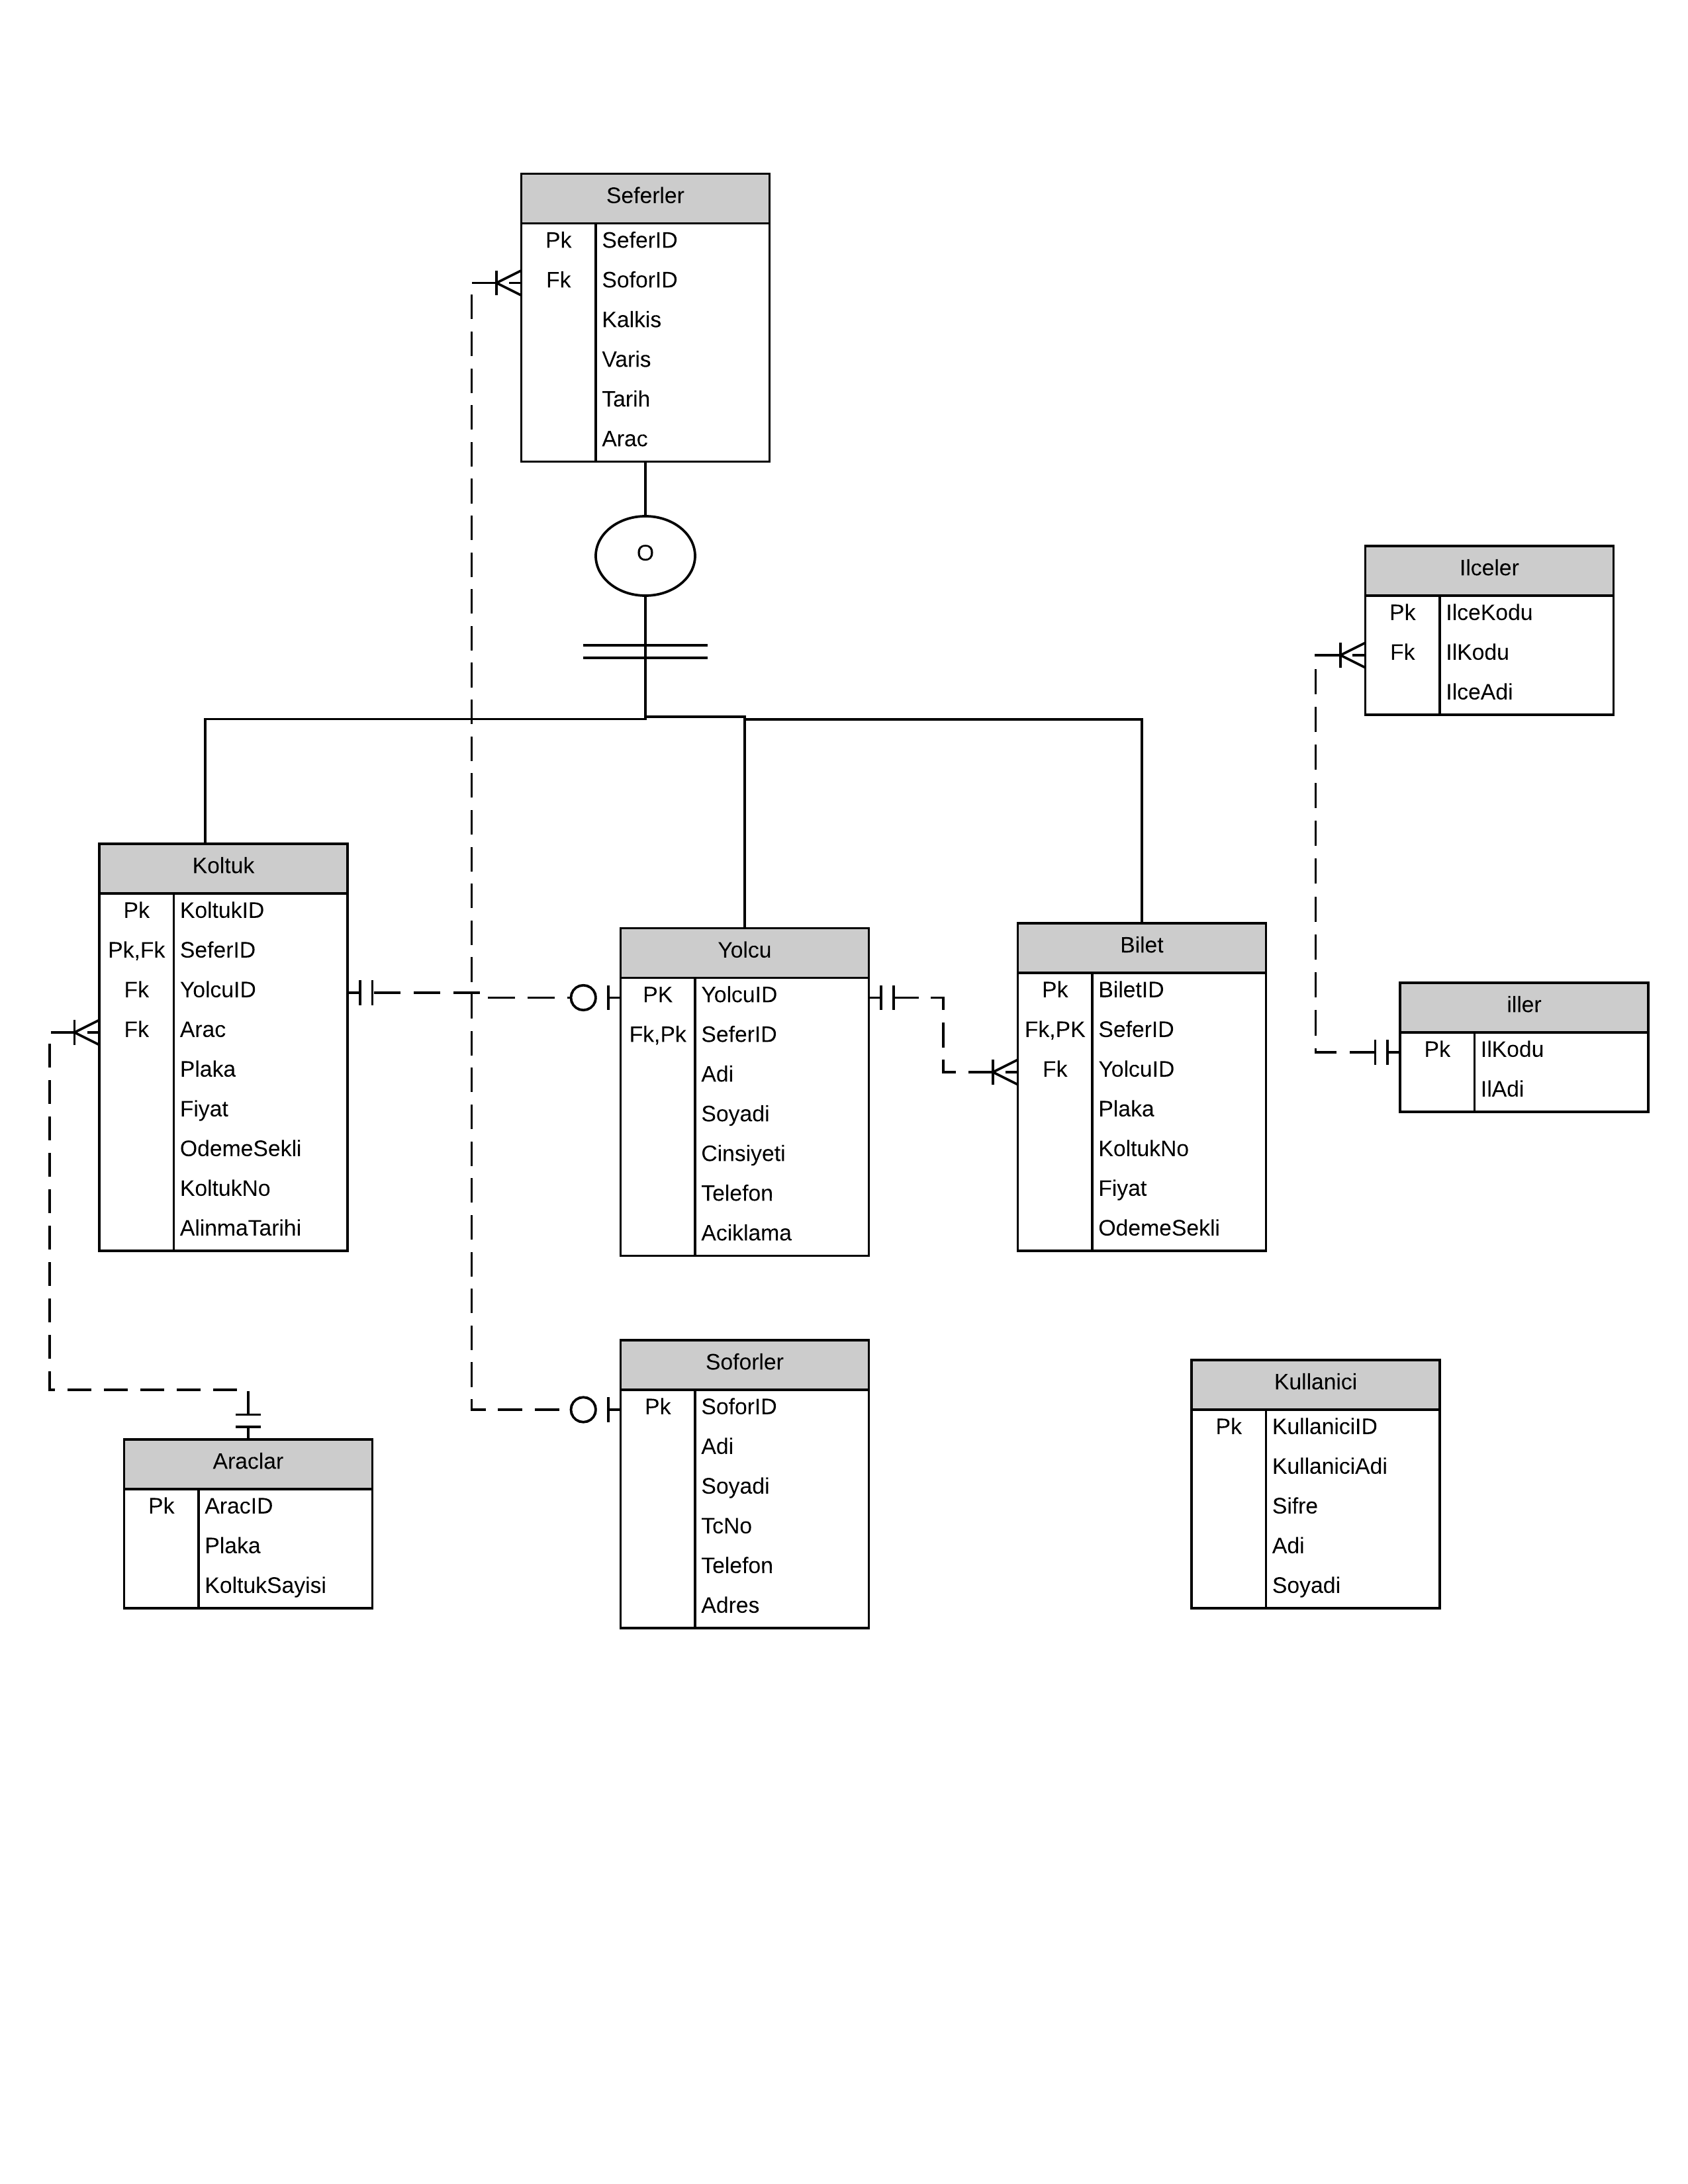 Seferler
Pk SeferID
Fk SoforID
Kalkis
Varis
Tarih
Arac
O
Ilceler
Pk IlceKodu
Fk IlKodu
IlceAdi
Koltuk
Pk KoltukID
Pk,Fk SeferID
Fk YolcuID
Fk Arac
Plaka
Fiyat
OdemeSekli
KoltukNo
AlinmaTarihi
Yolcu
PK YolcuID
Fk,Pk SeferID
Adi
Soyadi
Cinsiyeti
Telefon
Aciklama
Bilet
Pk BiletID
Fk,PK SeferID
Fk YolcuID
Plaka
KoltukNo
Fiyat
OdemeSekli
iller
Pk IlKodu
IlAdi
Araclar
Pk AracID
Plaka
KoltukSayisi
Soforler
Pk SoforID
Adi
Soyadi
TcNo
Telefon
Adres
Kullanici
Pk KullaniciID
KullaniciAdi
Sifre
Adi
Soyadi